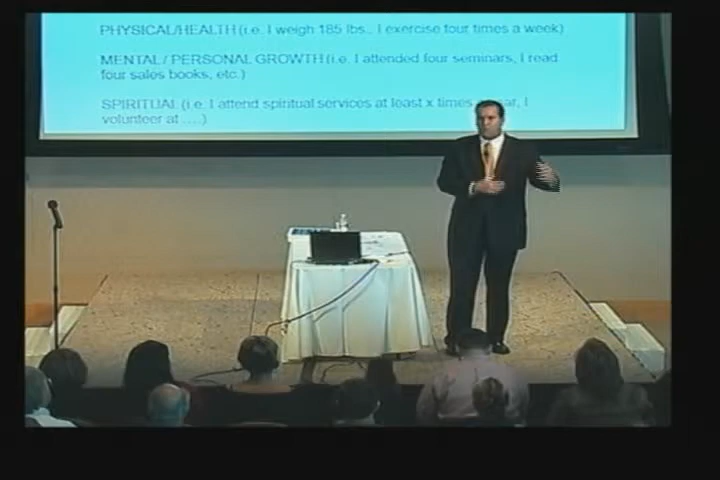 PHYSICAL/HEALTH (i.e. I weigh 185 lbs., I exercise four times a week)
MENTAL / PERSONAL GROWTH (i.e. I attended four seminars, I read
four sales books, etc.)
SPIRITUAL (i.e. I attend spiritual services at least x times ar, I
volunteer at ....)